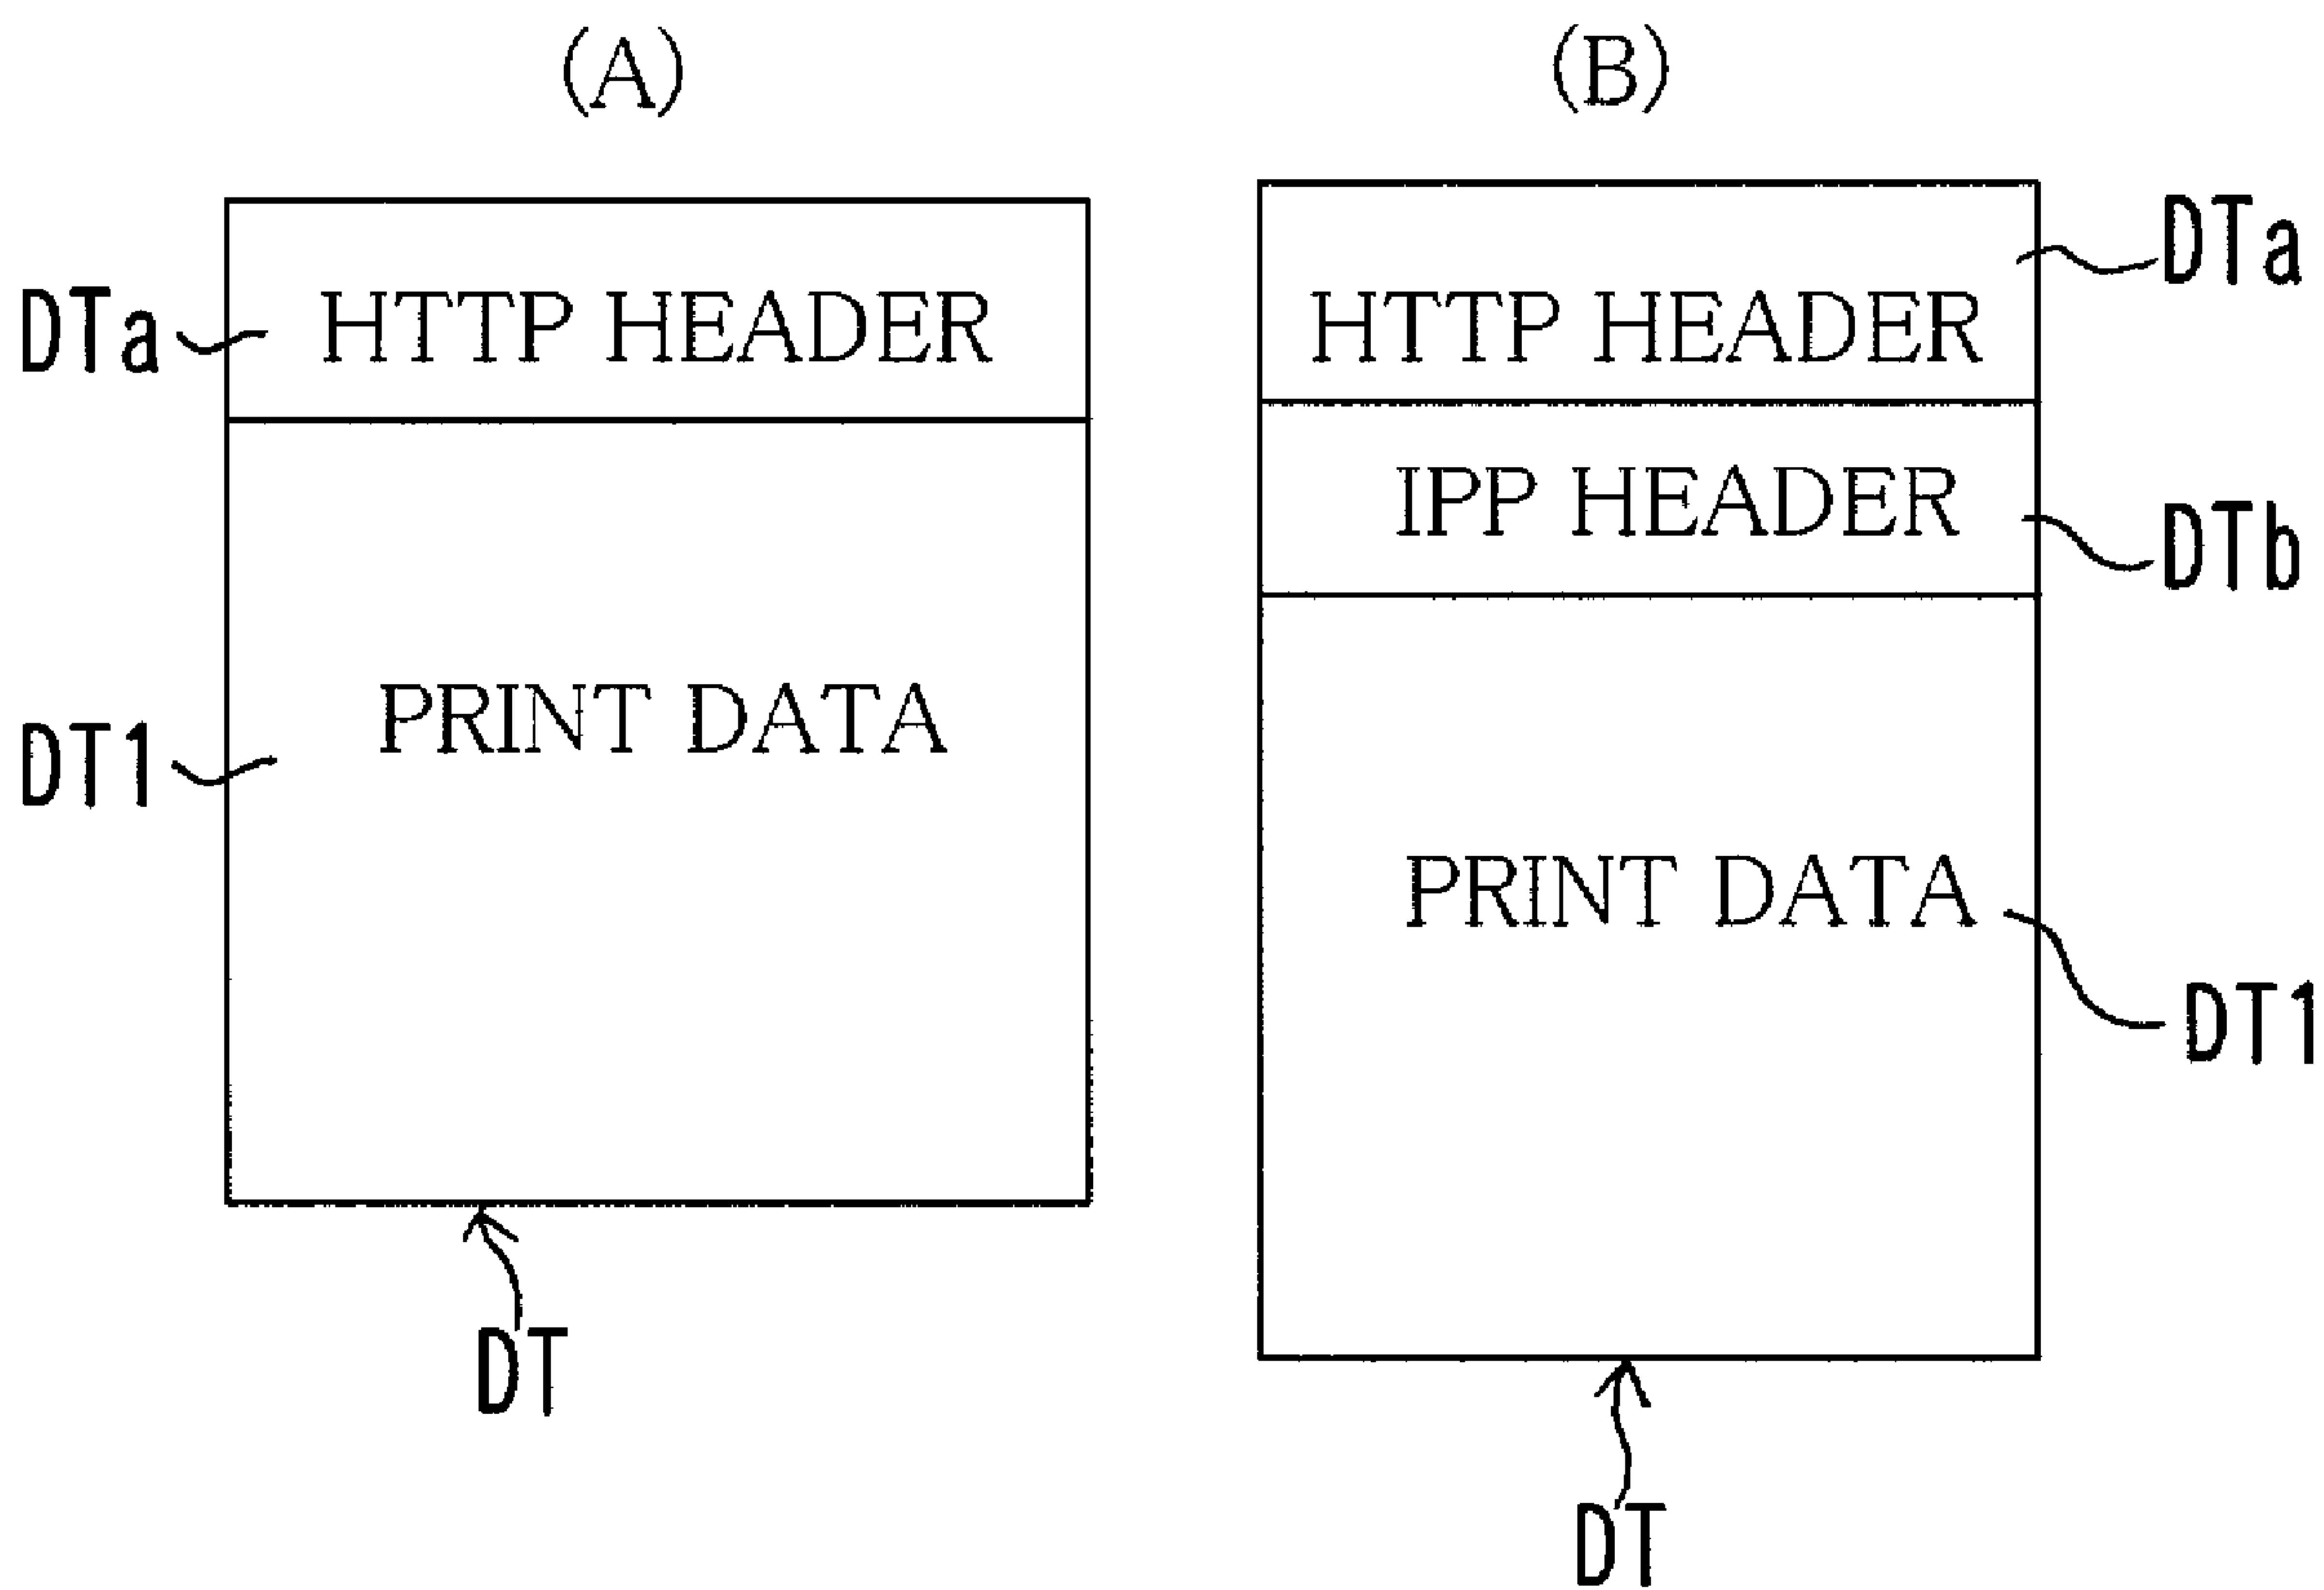 (A)
DTa
HTTP HEADER
DT1
PRINT DATA
DT
(B)
HTTP HEADER
DTa
IPP HEADER
DTb
PRINT DATA
DT1
DT